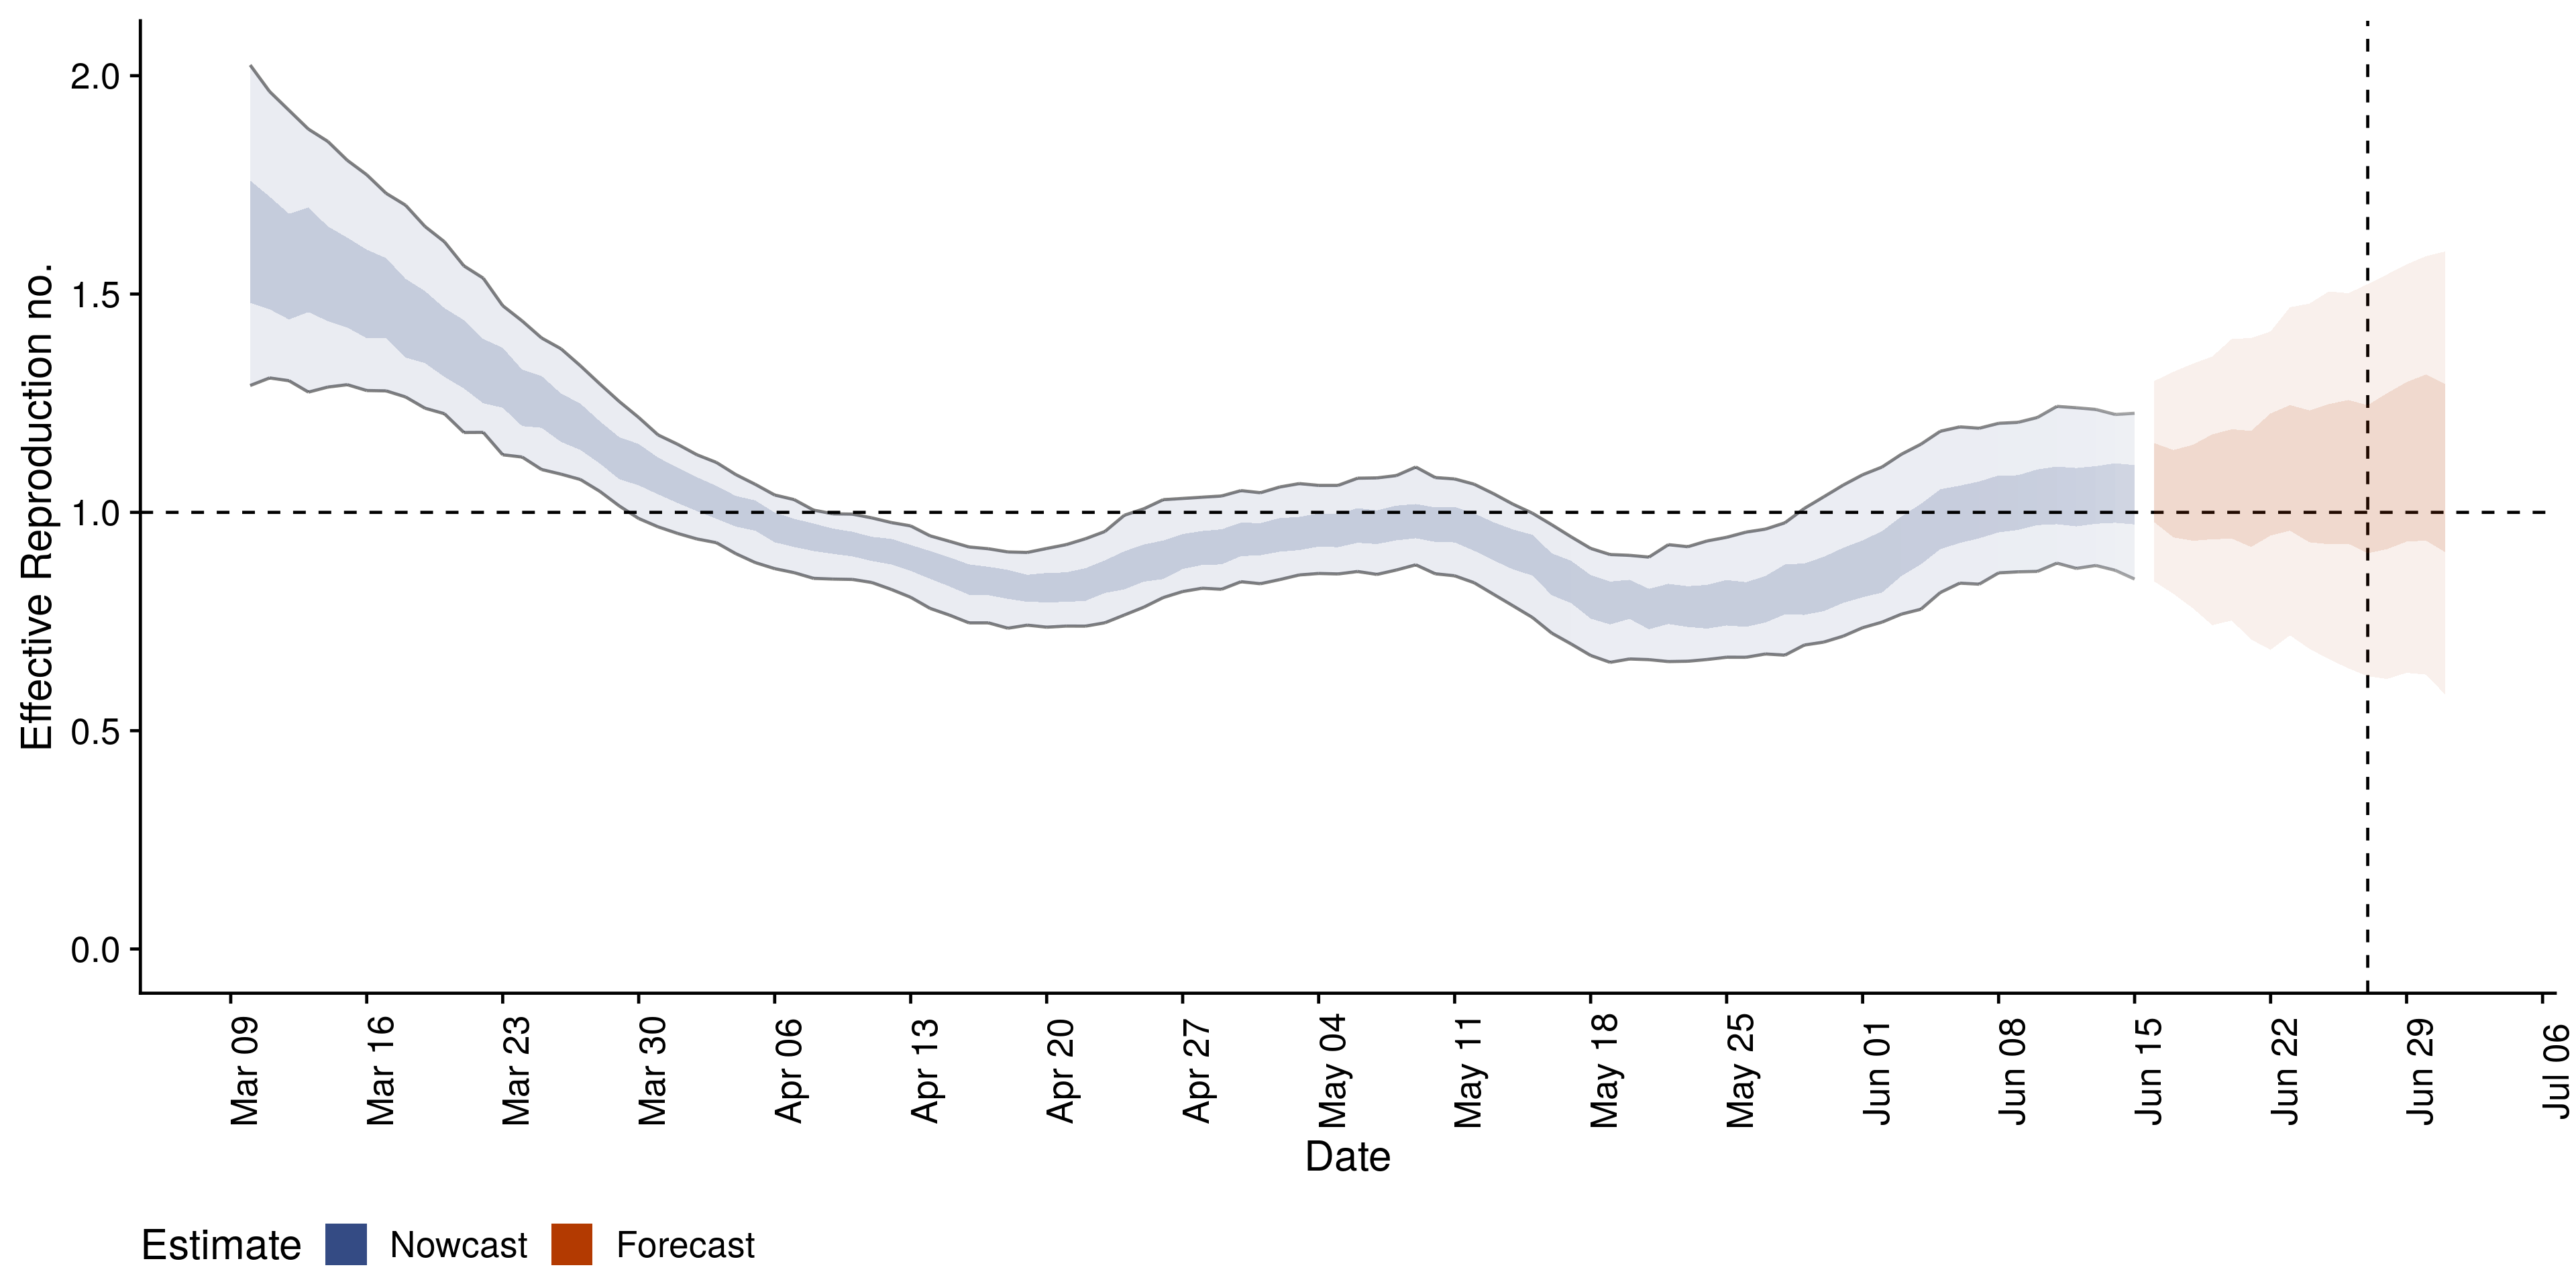 Effective Reproduction no.
2.0
1.5
1.0
0.5
0.0
Mar 09
Mar 16
Mar 23
Mar 30
Apr 06
Apr 13
Apr 20
Apr 27
May 04
May 11
May 18
May 25
Jun 01
Jun 08
Jun 15
Jun 22
Jun 29
Jul 06
Date
Estimate Nowcast Forecast